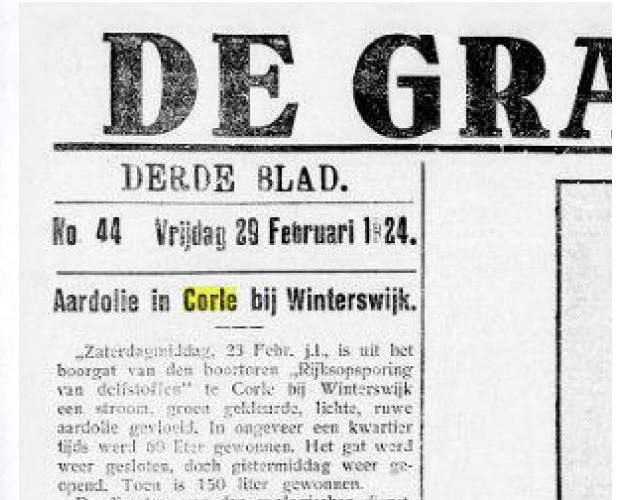 DE GRA
DERDE BLAD.
No 44 Vrijdag 29 Februari 1924.
Aardolie in Corle bij Winterswijk.
„Zaterdagmiddag, 23 Febr. j.l., is uit het
boorgat van den boortoren „Rijksopsporing
van delfstoffen” te Corle bij Winterswijk
een stroom, groen gekleurde, lichte, ruwe
aardolie gevloeid. In ongeveer een kwartier
tijds werd 60 liter gewonnen. Het gat werd
weer gesloten, doch gistermiddag weer ge-
opend. Toen is 150 liter gewonnen.